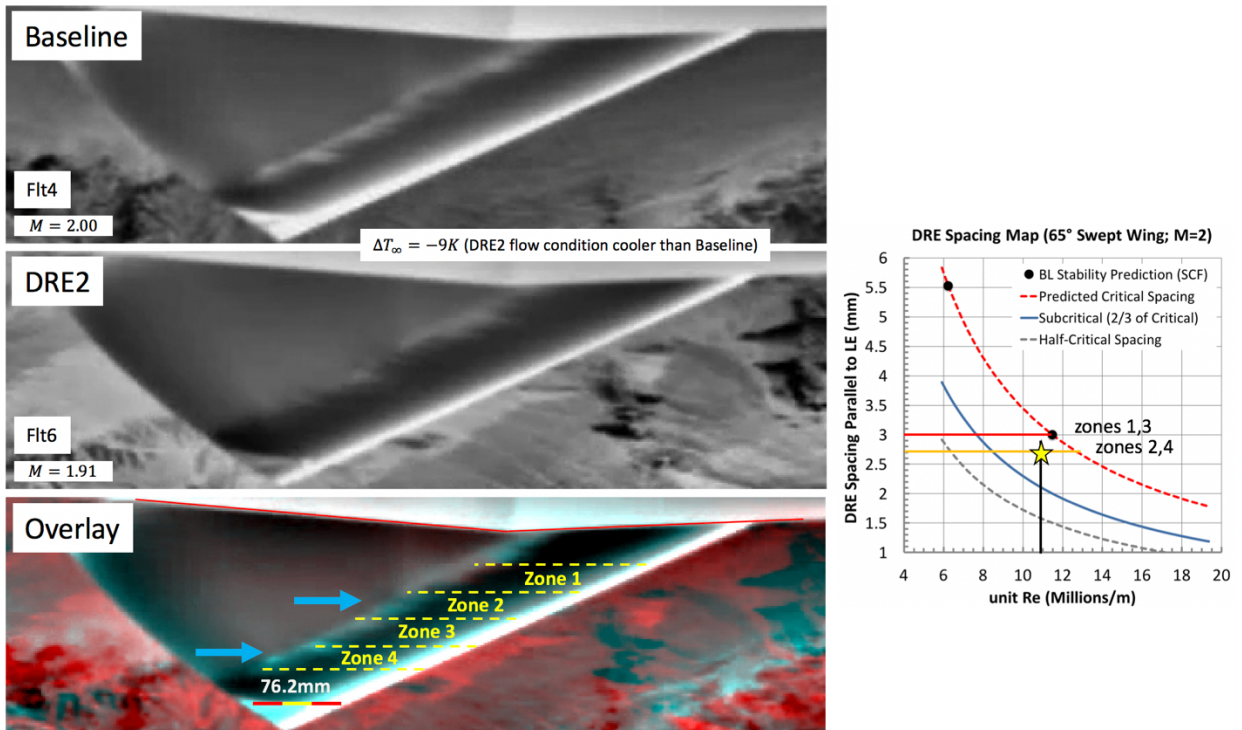 Baseline
Flt4
M = 2.00
ΔT∞ = −9K (DRE2 flow condition cooler than Baseline)
DRE2
Flt6
M = 1.91
Overlay
Zone 1
Zone 2
Zone 3
Zone 4
76.2mm
DRE Spacing Map (65° Swept Wing; M=2)
DRE Spacing Parallel to LE (mm)
6
5.5
5
4.5
4
3.5
3
2.5
2
1.5
1
BL Stability Prediction (SCF)
Predicted Critical Spacing
Subcritical (2/3 of Critical)
Half-Critical Spacing
zones 1,3
zones 2,4
4 6 8 10 12 14 16 18 20
unit Re (Millions/m)